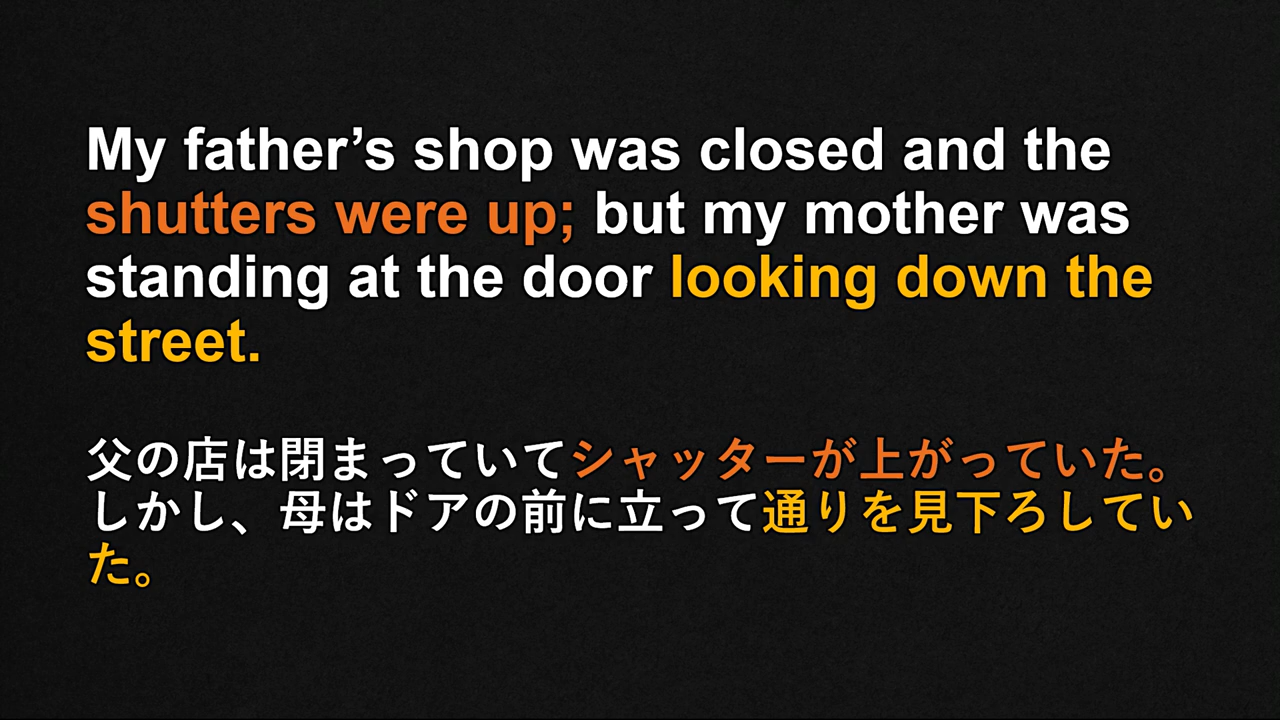 My father’s shop was closed and the
shutters were up; but my mother was
standing at the door looking down the
street.
父の店は閉まっていてシャッターが上がっていた。
しかし、母はドアの前に立って通りを見下ろしてい
た。